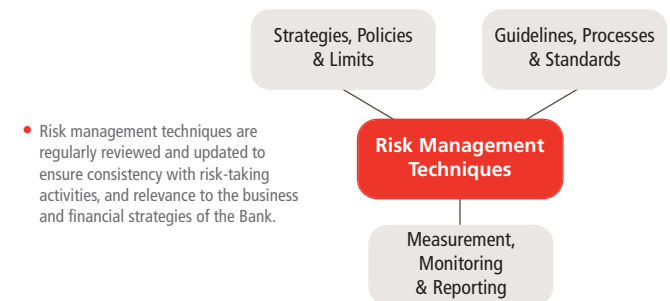 Strategies, Policies
& Limits
Guidelines, Processes
& Standards
• Risk management techniques are
regularly reviewed and updated to
ensure consistency with risk-taking
activities, and relevance to the business
and financial strategies of the Bank.
Risk Management
Techniques
Measurement,
Monitoring
& Reporting